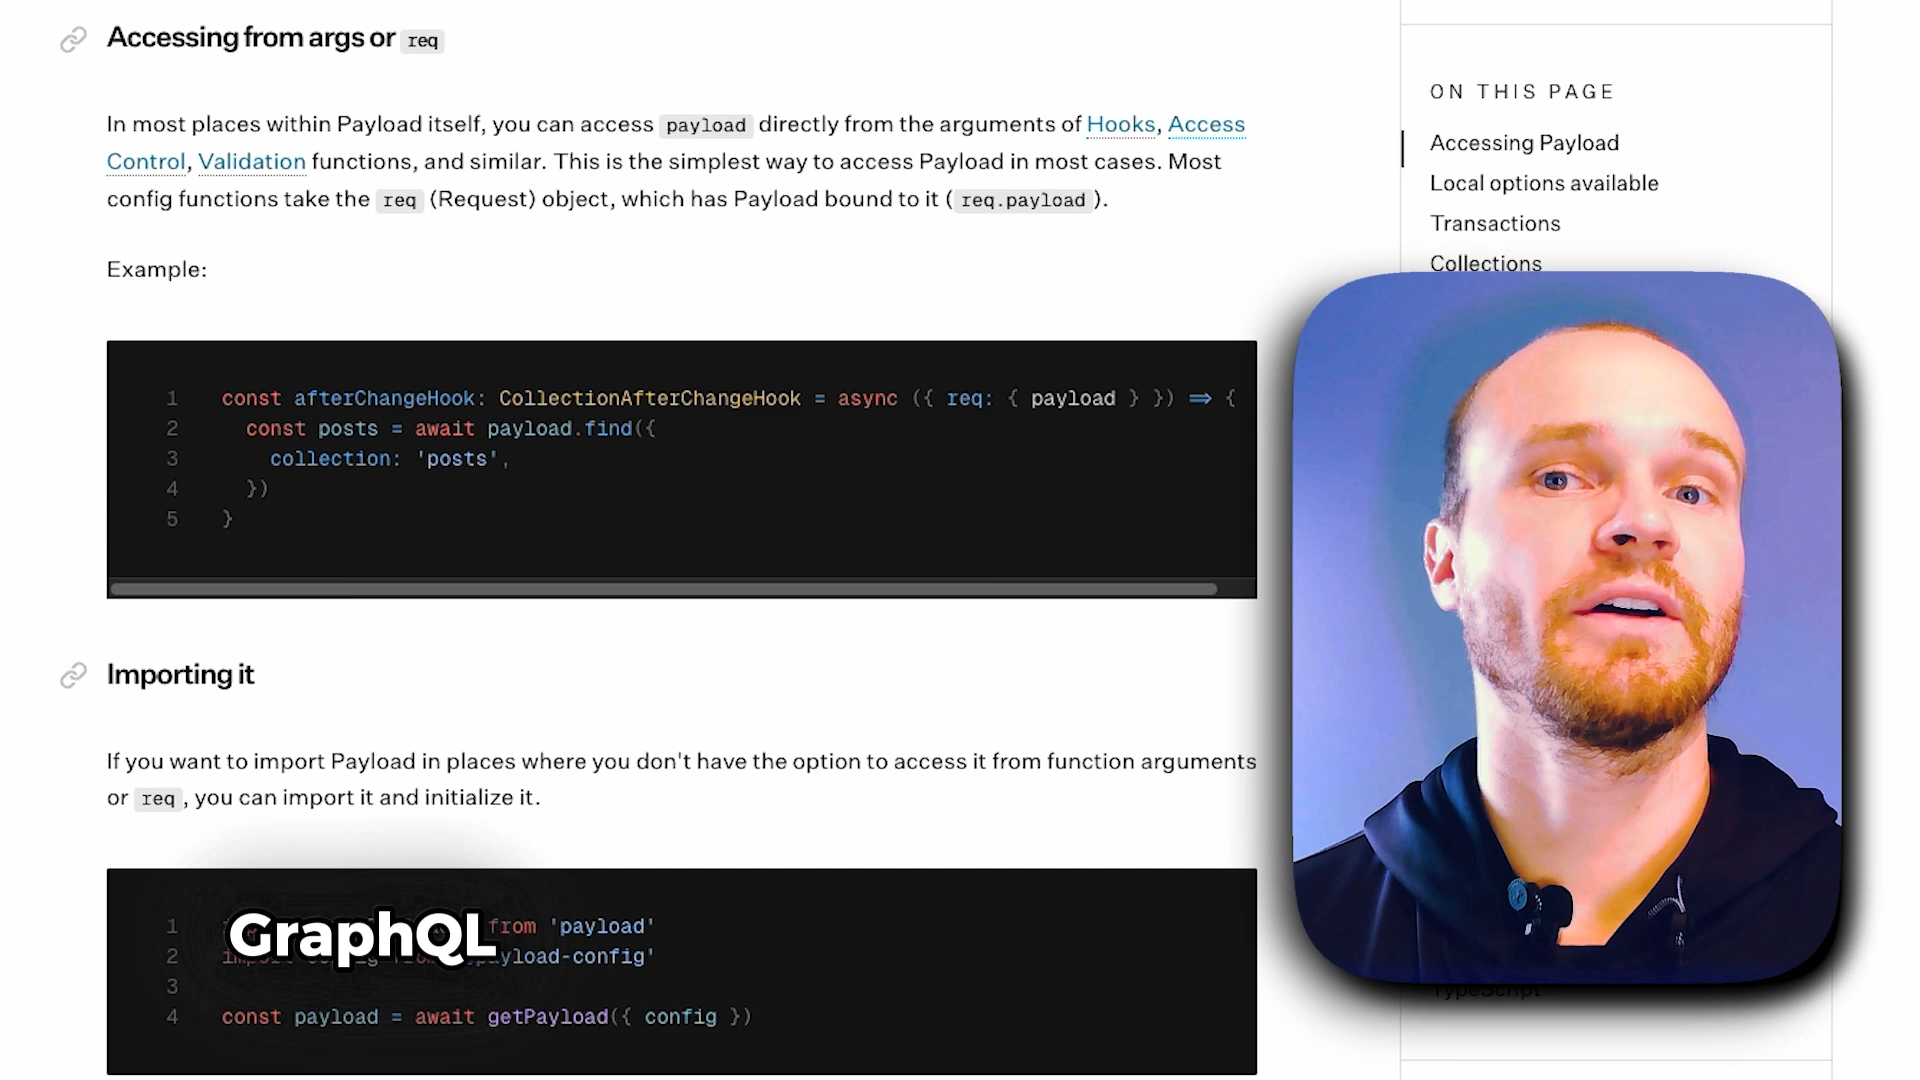 Accessing from args or req
In most places within Payload itself, you can access payload directly from the arguments of Hooks, Access
Control, Validation functions, and similar. This is the simplest way to access Payload in most cases. Most
config functions take the req (Request) object, which has Payload bound to it ( req.payload ).
Example:
1 const afterChangeHook: CollectionAfterChangeHook = async ({ req: { payload } }) => {
2 const posts = await payload.find({
3 collection: 'posts',
4 })
5 }
Importing it
If you want to import Payload in places where you don't have the option to access it from function arguments
or req , you can import it and initialize it.
1 from 'payload'
2
3
4 const payload = await getPayload({ config })
GraphQL
ON THIS PAGE
Accessing Payload
Local options available
Transactions
Collections
TypeScript